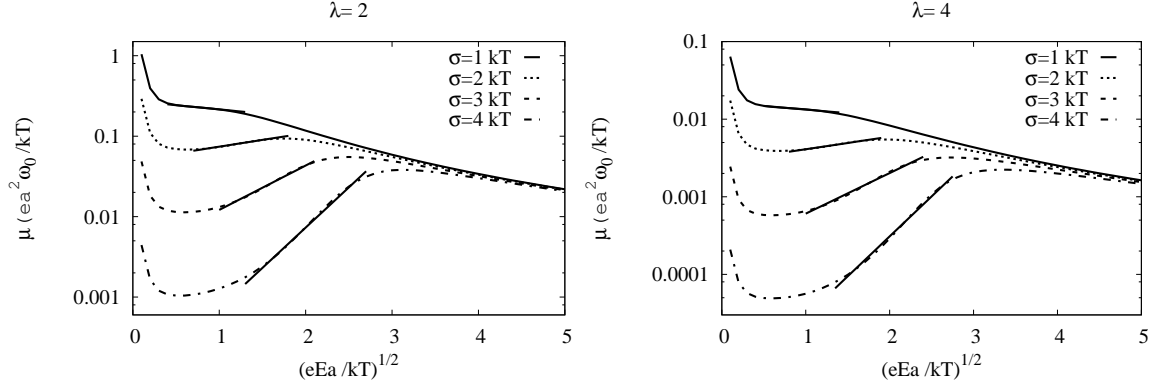 λ= 2
1
0.1
0.01
0.001
μ (ea²ω₀/kT)
σ=1 kT
σ=2 kT
σ=3 kT
σ=4 kT
0 1 2 3 4 5
(eEa /kT)^1/2
λ= 4
0.1
0.01
0.001
0.0001
μ (ea²ω₀/kT)
σ=1 kT
σ=2 kT
σ=3 kT
σ=4 kT
0 1 2 3 4 5
(eEa /kT)^1/2